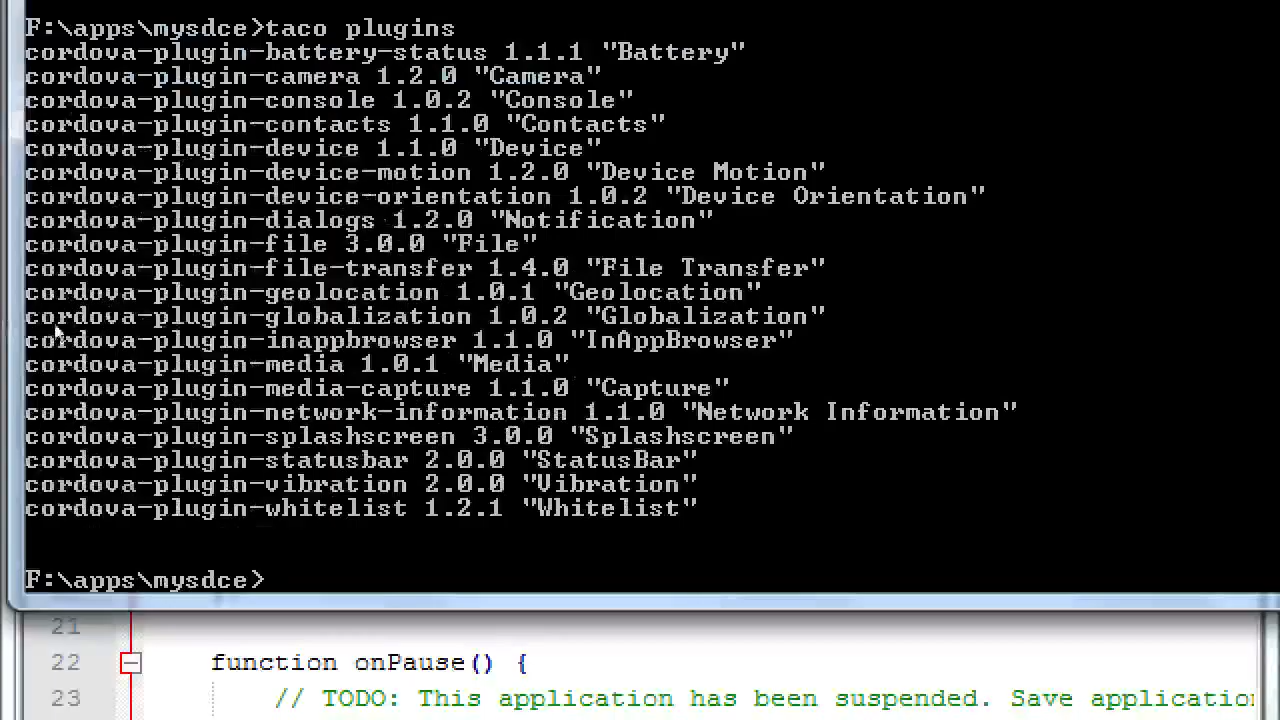 F:\apps\mysdce>taco plugins
cordova-plugin-battery-status 1.1.1 "Battery"
cordova-plugin-camera 1.2.0 "Camera"
cordova-plugin-console 1.0.2 "Console"
cordova-plugin-contacts 1.1.0 "Contacts"
cordova-plugin-device 1.1.0 "Device"
cordova-plugin-device-motion 1.2.0 "Device Motion"
cordova-plugin-device-orientation 1.0.2 "Device Orientation"
cordova-plugin-dialogs 1.2.0 "Notification"
cordova-plugin-file 3.0.0 "File"
cordova-plugin-file-transfer 1.4.0 "File Transfer"
cordova-plugin-geolocation 1.0.1 "Geolocation"
cordova-plugin-globalization 1.0.2 "Globalization"
cordova-plugin-inappbrowser 1.1.0 "InAppBrowser"
cordova-plugin-media 1.0.1 "Media"
cordova-plugin-media-capture 1.1.0 "Capture"
cordova-plugin-network-information 1.1.0 "Network Information"
cordova-plugin-splashscreen 3.0.0 "Splashscreen"
cordova-plugin-statusbar 2.0.0 "StatusBar"
cordova-plugin-vibration 2.0.0 "Vibration"
cordova-plugin-whitelist 1.2.1 "Whitelist"
F:\apps\mysdce>
21
22 function onPause() {
23 // TODO: This application has been suspended. Save application